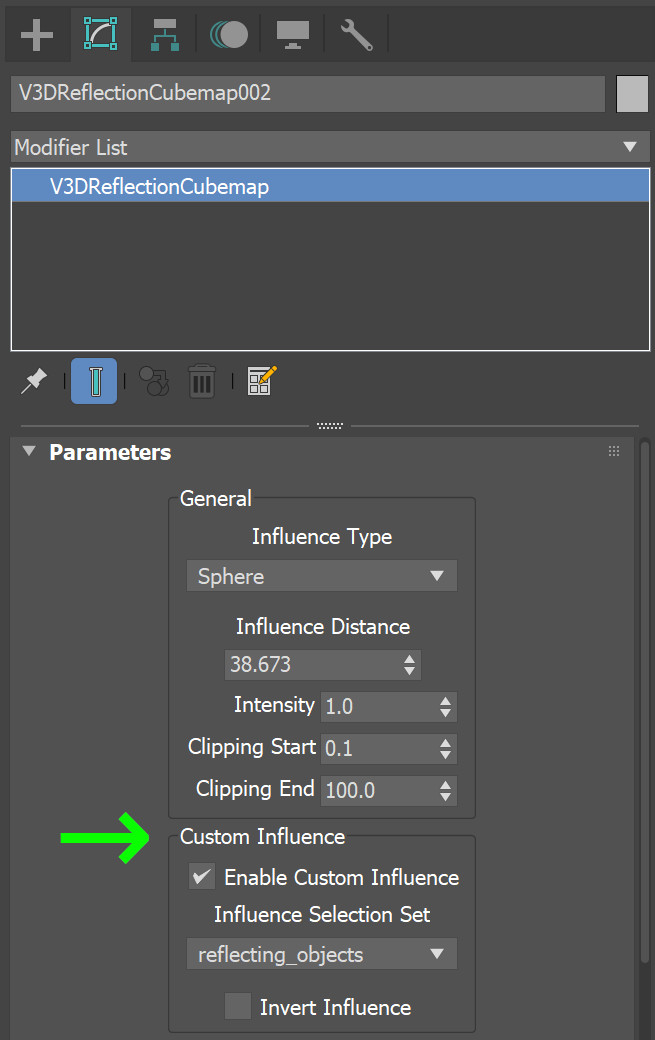 V3DReflectionCubemap002
Modifier List
V3DReflectionCubemap
Parameters
General
Influence Type
Sphere
Influence Distance
38.673
Intensity 1.0
Clipping Start 0.1
Clipping End 100.0
Custom Influence
Enable Custom Influence
Influence Selection Set
reflecting_objects
Invert Influence